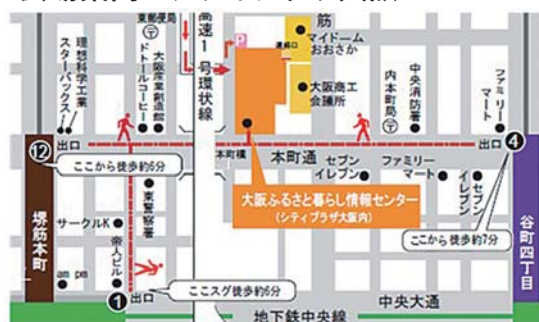 東郵便局
ドトールコーヒー
大阪産業創造館
理想科学工業
スターバックス
高速1号環状線
P
連絡口
筋
マイドーム
おおさか
大阪商工
会議所
内本町局
中央消防署
ファミリー
マート
⑫
出口
ここから徒歩約6分
本町橋
本町通
セブン
イレブン
ファミリー
マート
セブン
イレブン
出口
④
ここから徒歩約7分
大阪ふるさと暮らし情報センター
(シティプラザ大阪内)
堺筋本町
サークルK
東警察署
帝人ビル
am pm
①
出口
ここスグ徒歩約6分
谷町四丁目
中央大通
地下鉄中央線